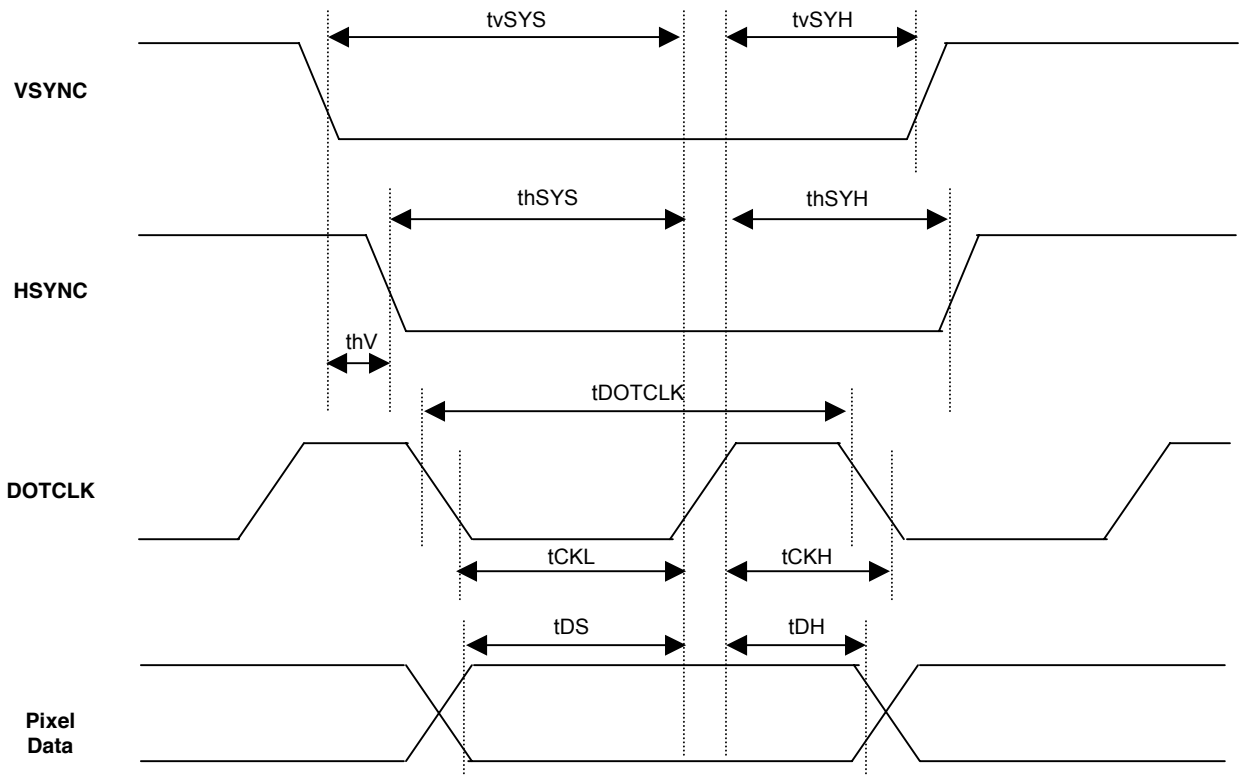 tvSYS
tvSYH
VSYNC
thSYS
thSYH
HSYNC
thV
tDOTCLK
DOTCLK
tCKL
tCKH
tDS
tDH
Pixel
Data